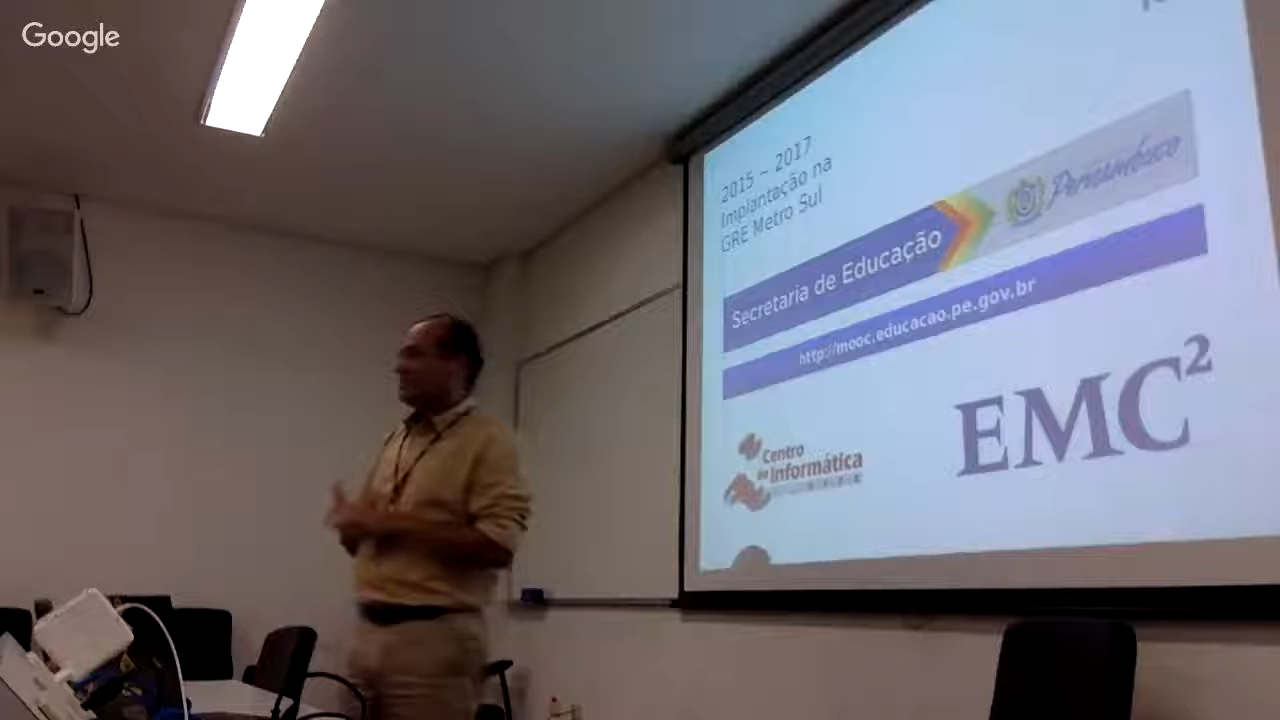 Google
2015 – 2017
Implantação na
GRE Metro Sul
Secretaria de Educação
Pernambuco
http://mooc.educacao.pe.gov.br
EMC²
Centro
de Informática